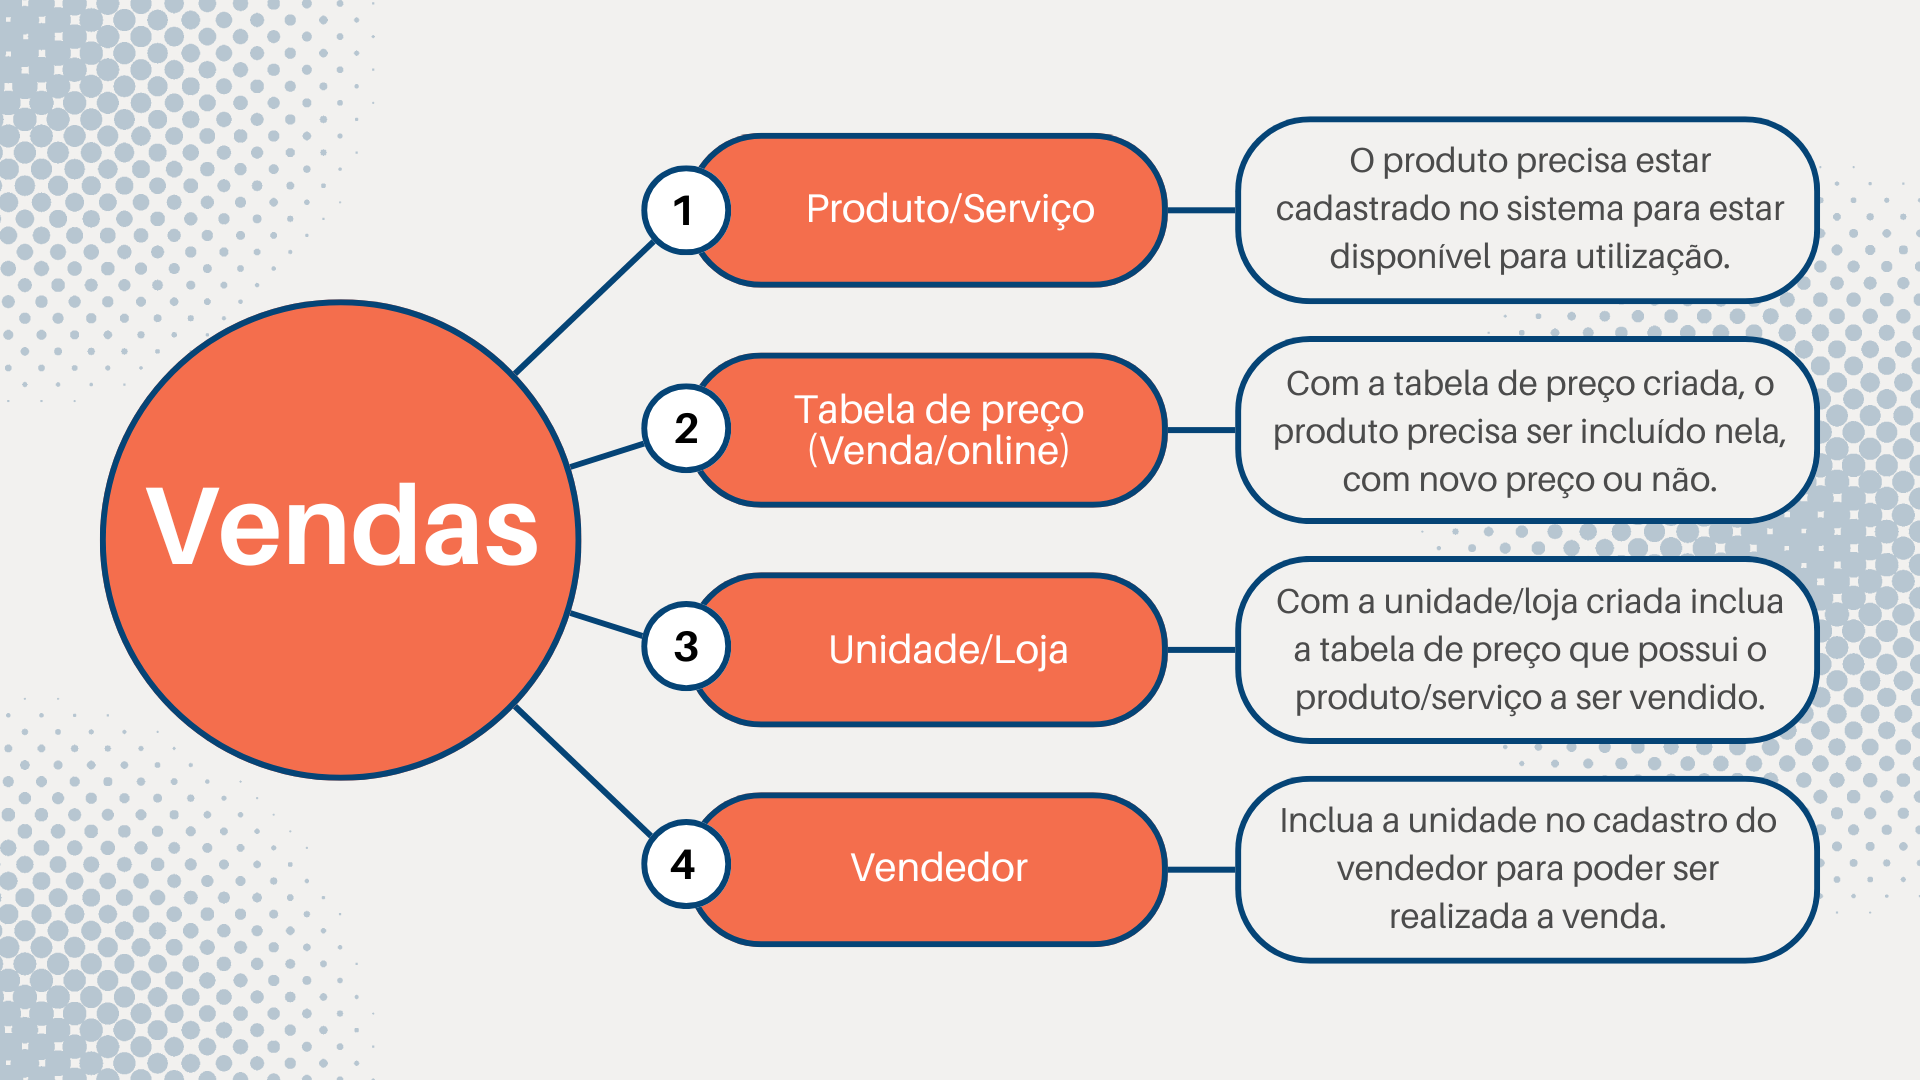 Vendas
1
Produto/Serviço
O produto precisa estar
cadastrado no sistema para estar
disponível para utilização.
2
Tabela de preço
(Venda/online)
Com a tabela de preço criada, o
produto precisa ser incluído nela,
com novo preço ou não.
3
Unidade/Loja
Com a unidade/loja criada inclua
a tabela de preço que possui o
produto/serviço a ser vendido.
4
Vendedor
Inclua a unidade no cadastro do
vendedor para poder ser
realizada a venda.